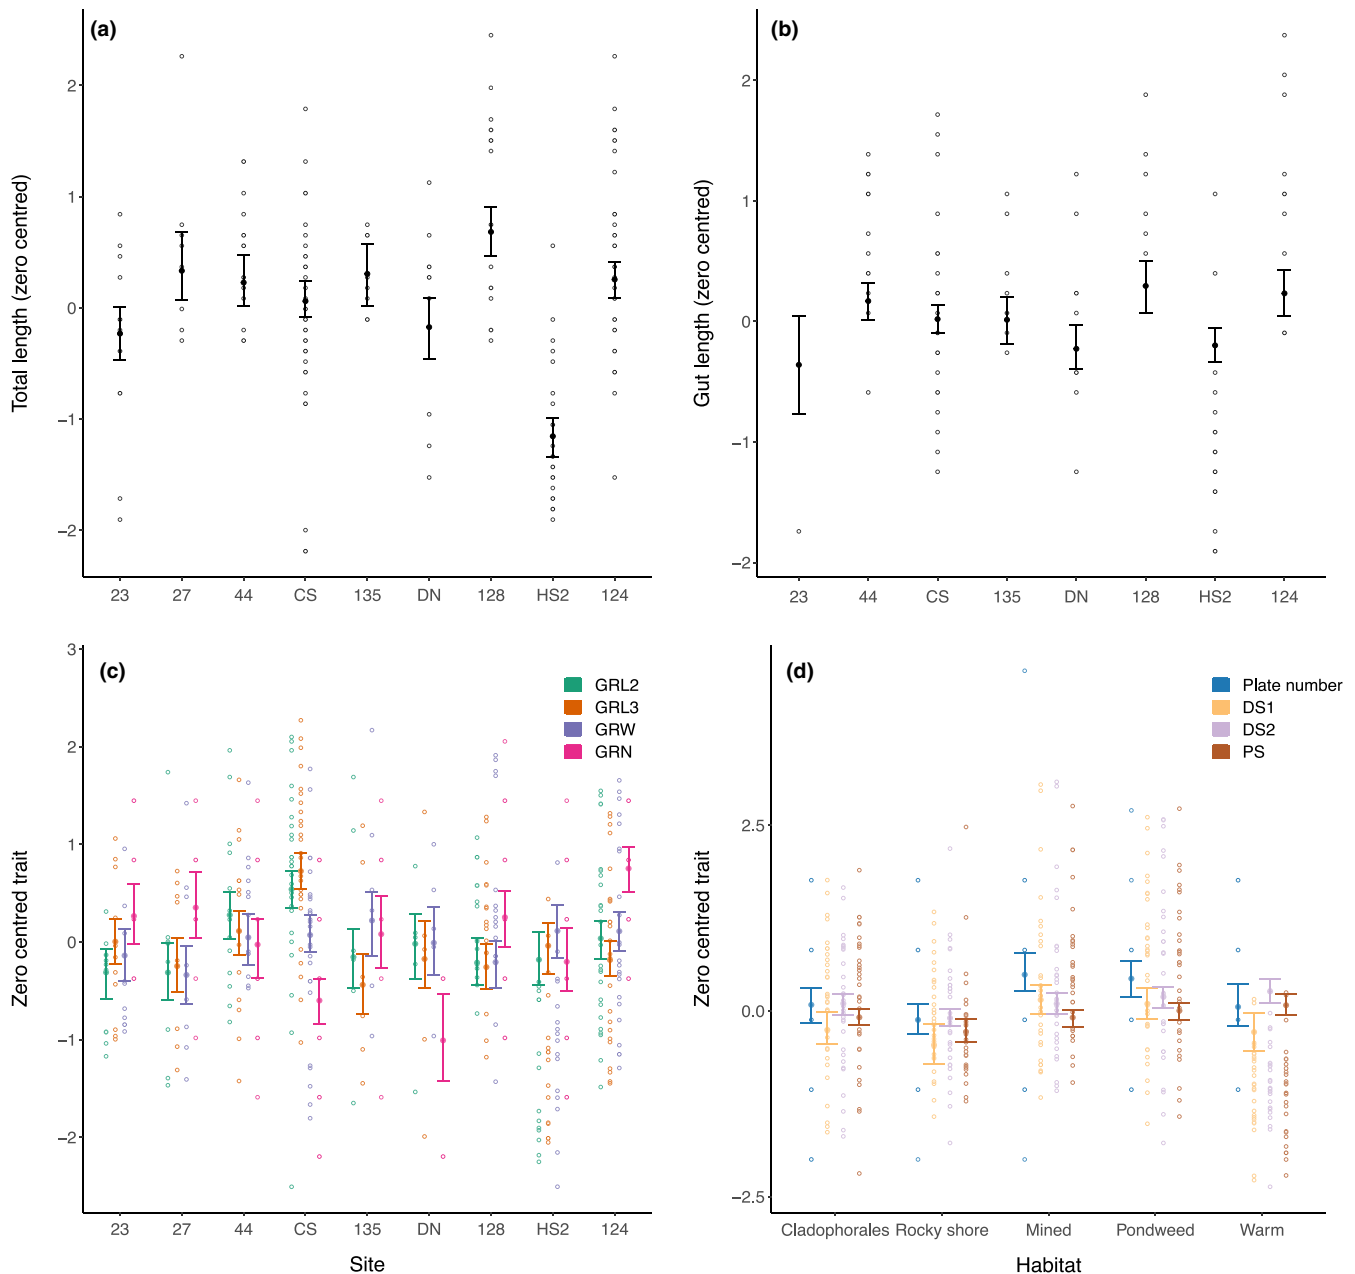 (a)
Total length (zero centred)
2
1
0
−1
−2
23 27 44 CS 135 DN 128 HS2 124
(b)
Gut length (zero centred)
2
1
0
−1
−2
23 44 CS 135 DN 128 HS2 124
(c)
GRL2
GRL3
GRW
GRN
Zero centred trait
3
2
1
0
−1
−2
23 27 44 CS 135 DN 128 HS2 124
Site
(d)
Plate number
DS1
DS2
PS
Zero centred trait
2.5
0.0
−2.5
Cladophorales Rocky shore Mined Pondweed Warm
Habitat